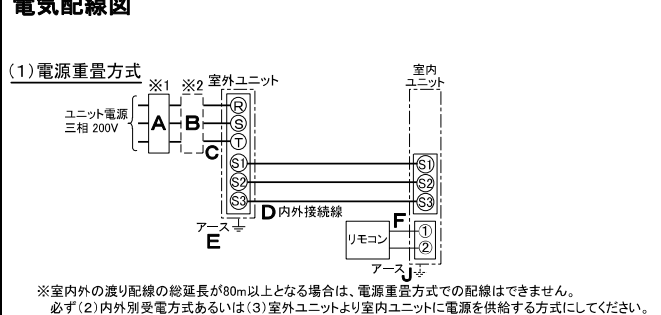 電気配線図
(1)電源重畳方式
※1 ※2 室外ユニット
室内
ユニット
ユニット電源
三相 200V
A
B
R
S
T
C
S1
S2
S3
S1
S2
S3
D 内外接続線
アース
E
リモコン
F
①
②
アース
J
※室内外の渡り配線の総延長が80m以上となる場合は、電源重畳方式での配線はできません。
必ず(2)内外別受電方式あるいは(3)室外ユニットより室内ユニットに電源を供給する方式にしてください。